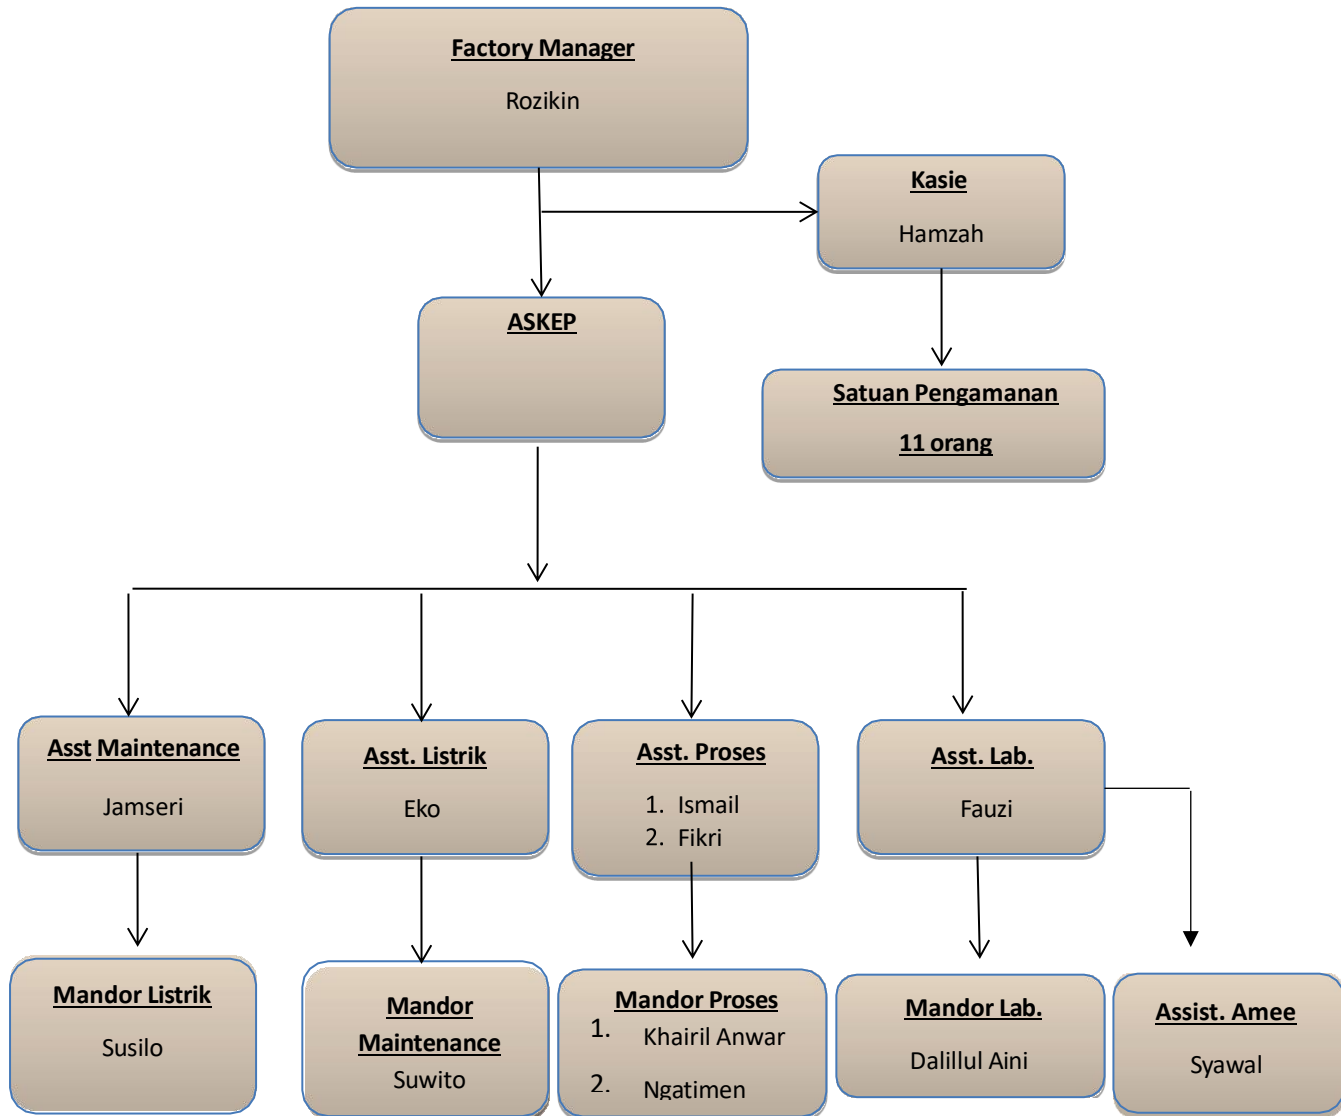 Factory Manager
Rozikin
Kasie
Hamzah
ASKEP
Satuan Pengamanan
11 orang
Asst Maintenance
Jamseri
Asst. Listrik
Eko
Asst. Proses
1. Ismail
2. Fikri
Asst. Lab.
Fauzi
Mandor Listrik
Susilo
Mandor
Maintenance
Suwito
Mandor Proses
1. Khairil Anwar
2. Ngatimen
Mandor Lab.
Dalillul Aini
Assist. Amee
Syawal